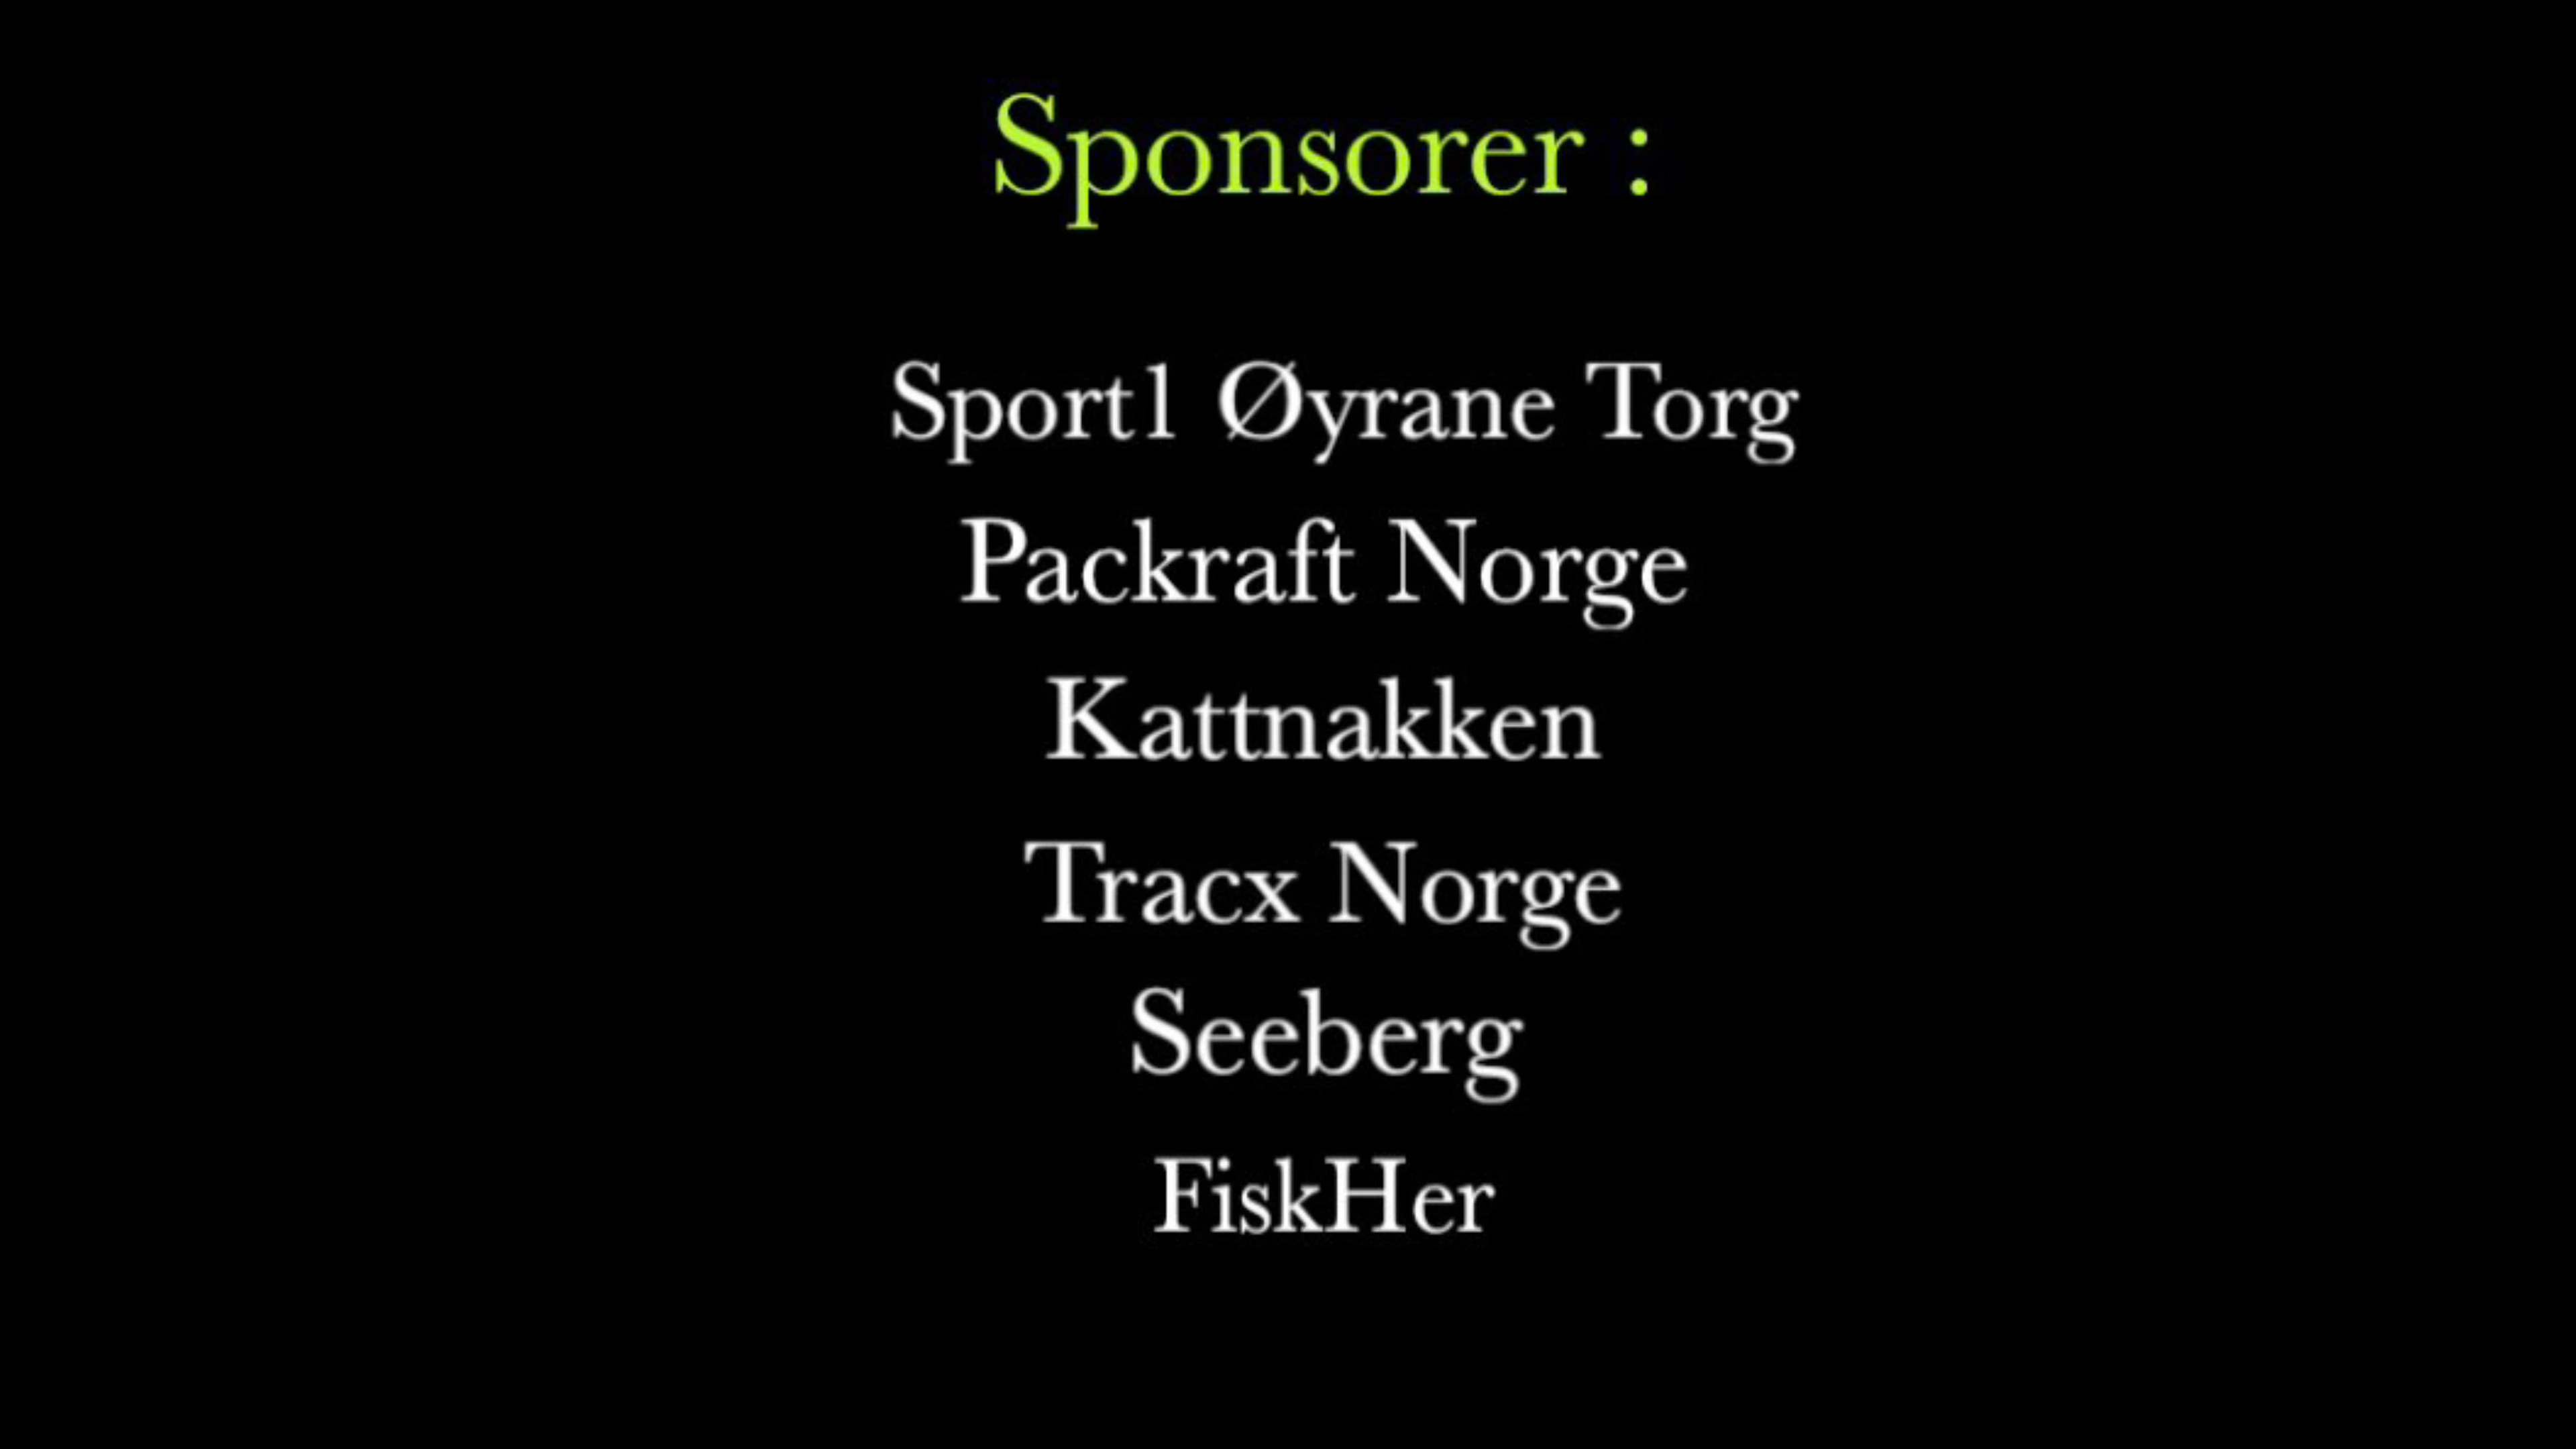 Sponsorer :
Sport1 Øyrane Torg
Packraft Norge
Kattnakken
Tracx Norge
Seeberg
FiskHer